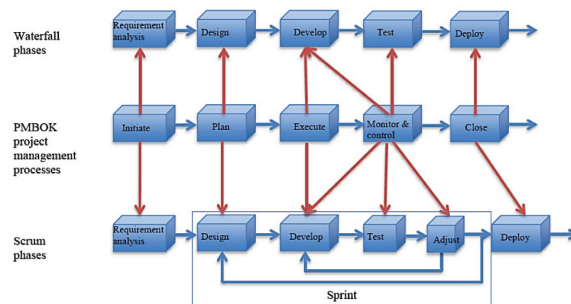 Waterfall
phases
Requirement
analysis
Design
Develop
Test
Deploy
PMBOK
project
management
processes
Initiate
Plan
Execute
Monitor &
control
Close
Scrum
phases
Requirement
analysis
Design
Develop
Test
Adjust
Deploy
Sprint